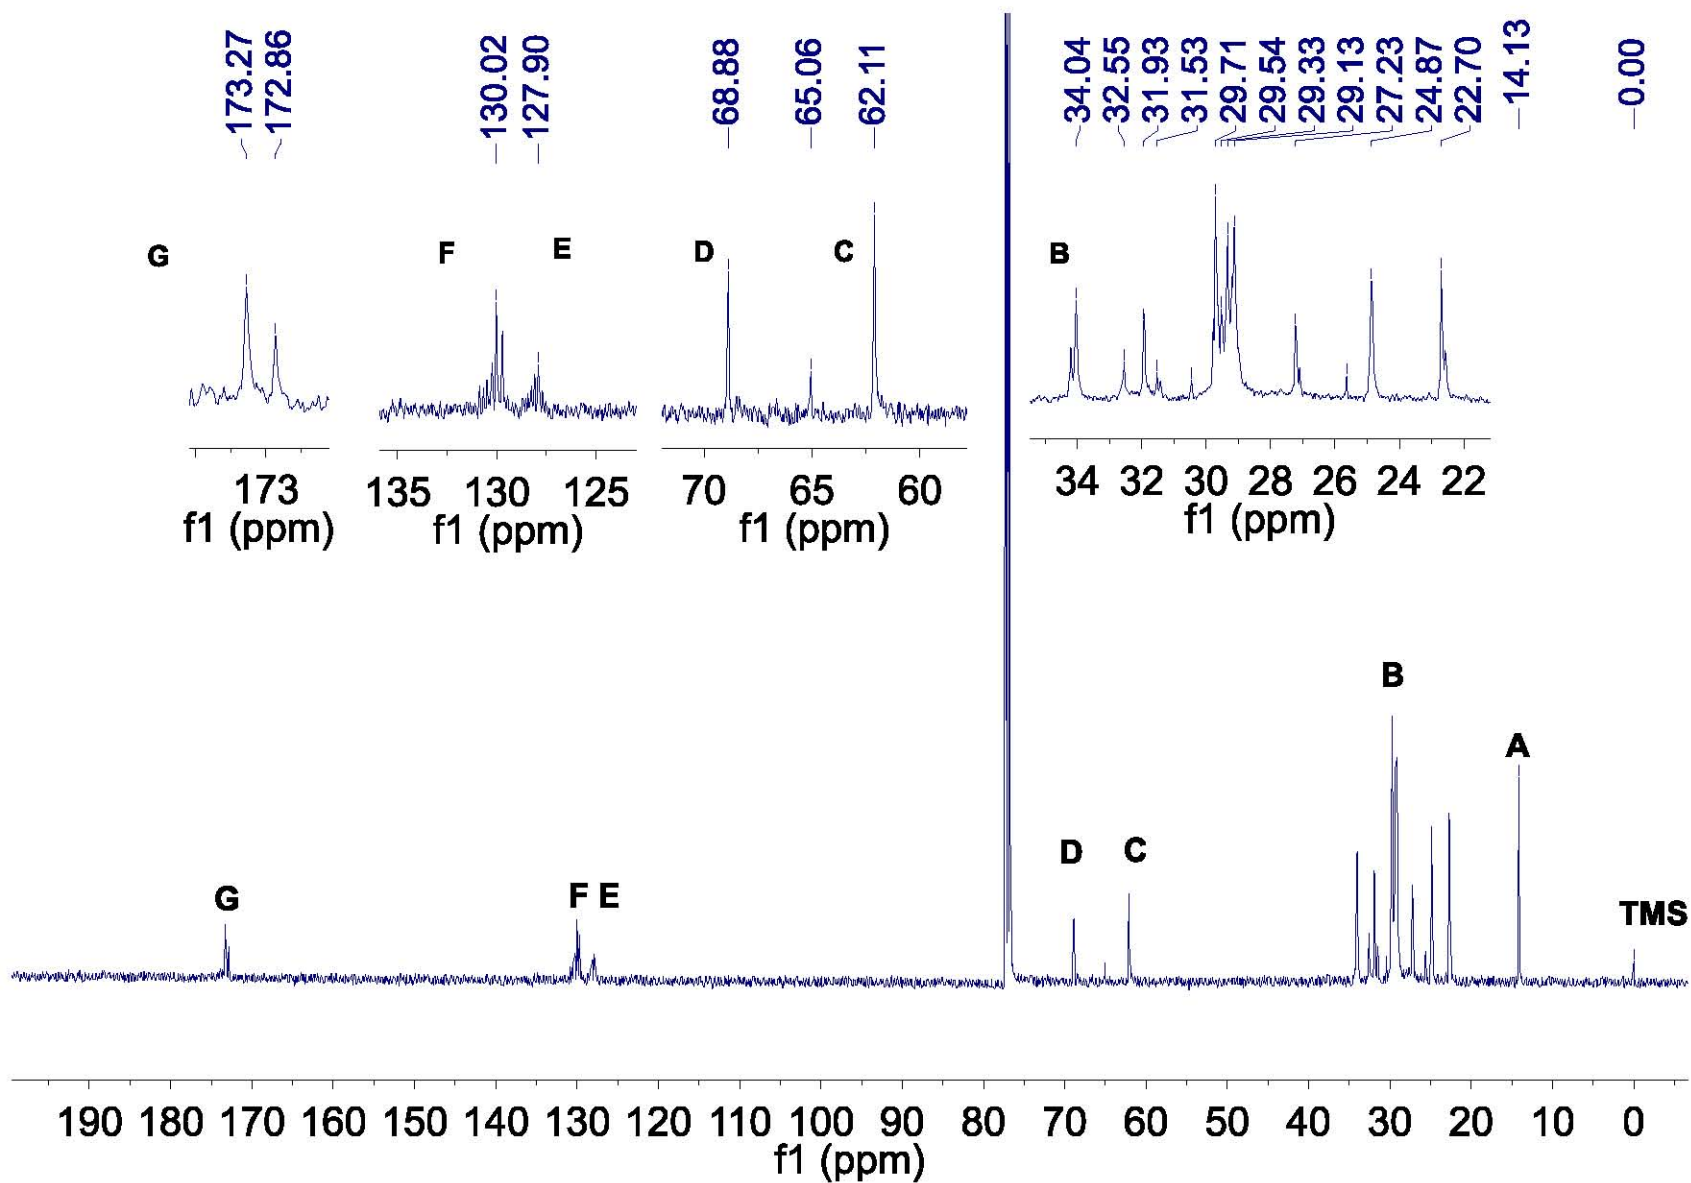 173.27
172.86
130.02
127.90
68.88
65.06
62.11
34.04
32.55
31.93
31.53
29.71
29.54
29.33
29.13
27.23
24.87
22.70
14.13
0.00
G
F
E
D
C
B
173
f1 (ppm)
135 130 125
f1 (ppm)
70 65 60
f1 (ppm)
34 32 30 28 26 24 22
f1 (ppm)
G
F E
D
C
B
A
TMS
190 180 170 160 150 140 130 120 110 100 90 80 70 60 50 40 30 20 10 0
f1 (ppm)